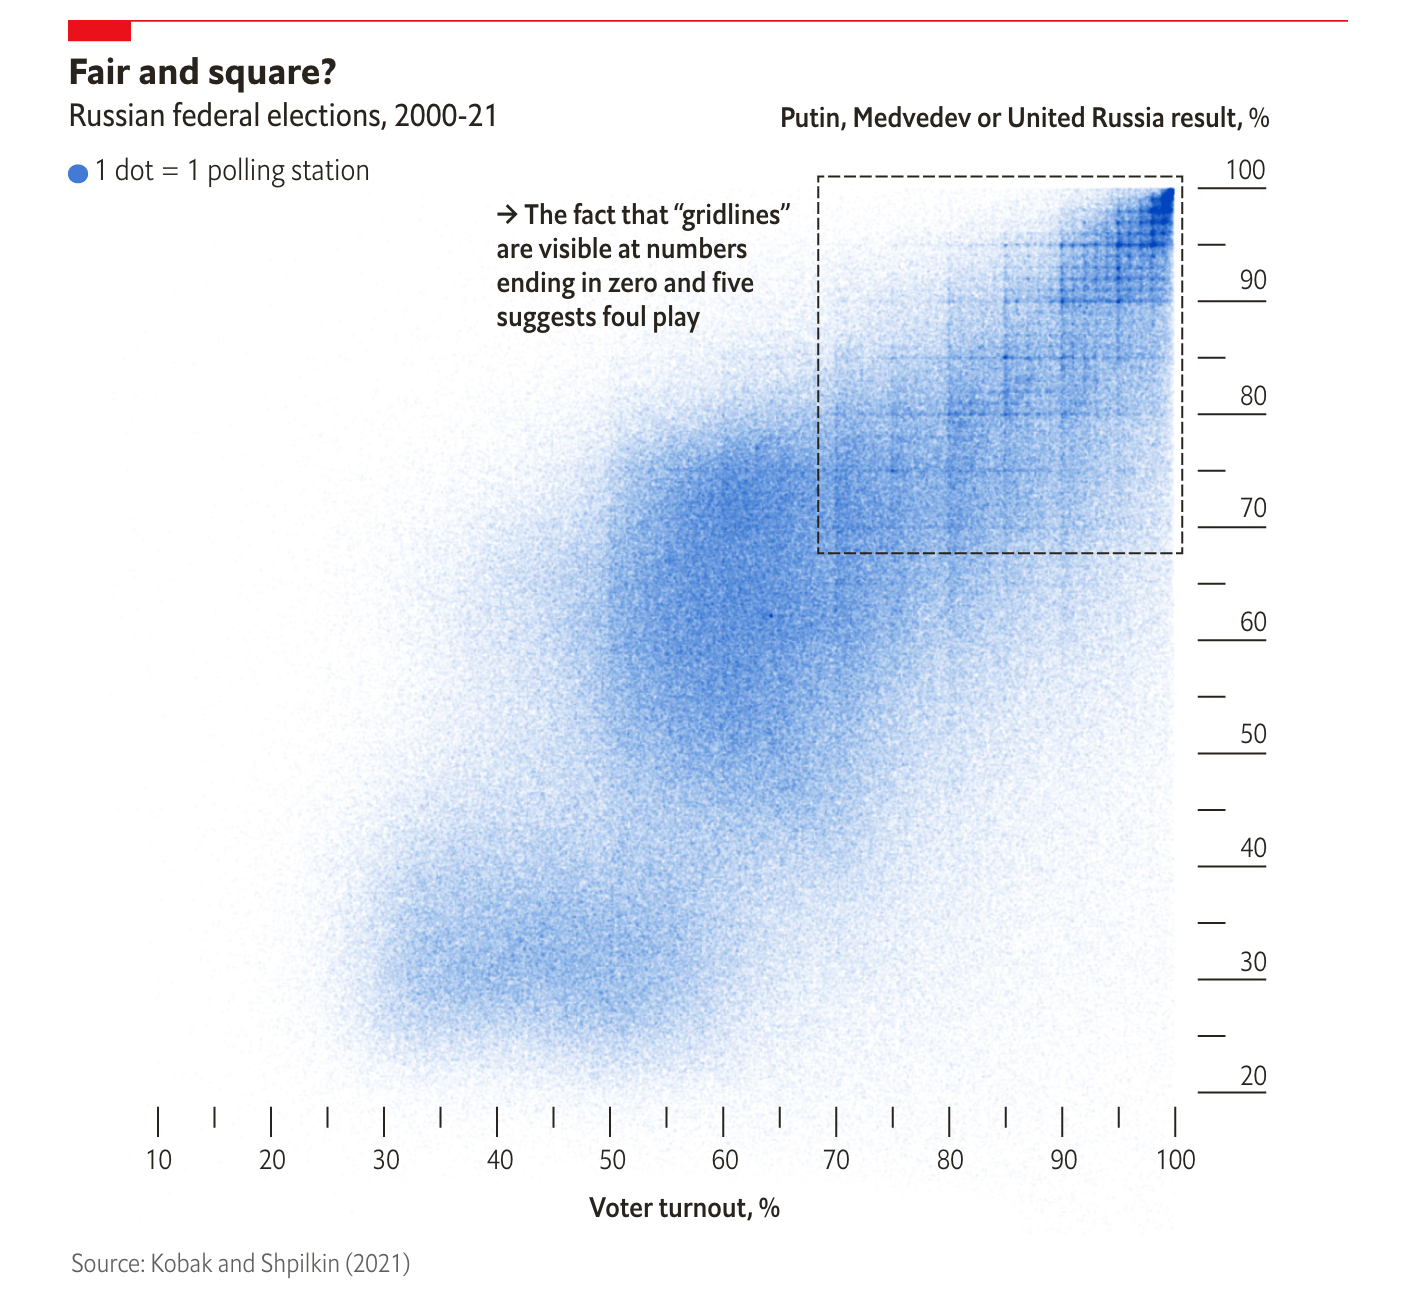 Fair and square?
Russian federal elections, 2000-21
Putin, Medvedev or United Russia result, %
1 dot = 1 polling station
→ The fact that “gridlines”
are visible at numbers
ending in zero and five
suggests foul play
100
90
80
70
60
50
40
30
20
10 20 30 40 50 60 70 80 90 100
Voter turnout, %
Source: Kobak and Shpilkin (2021)